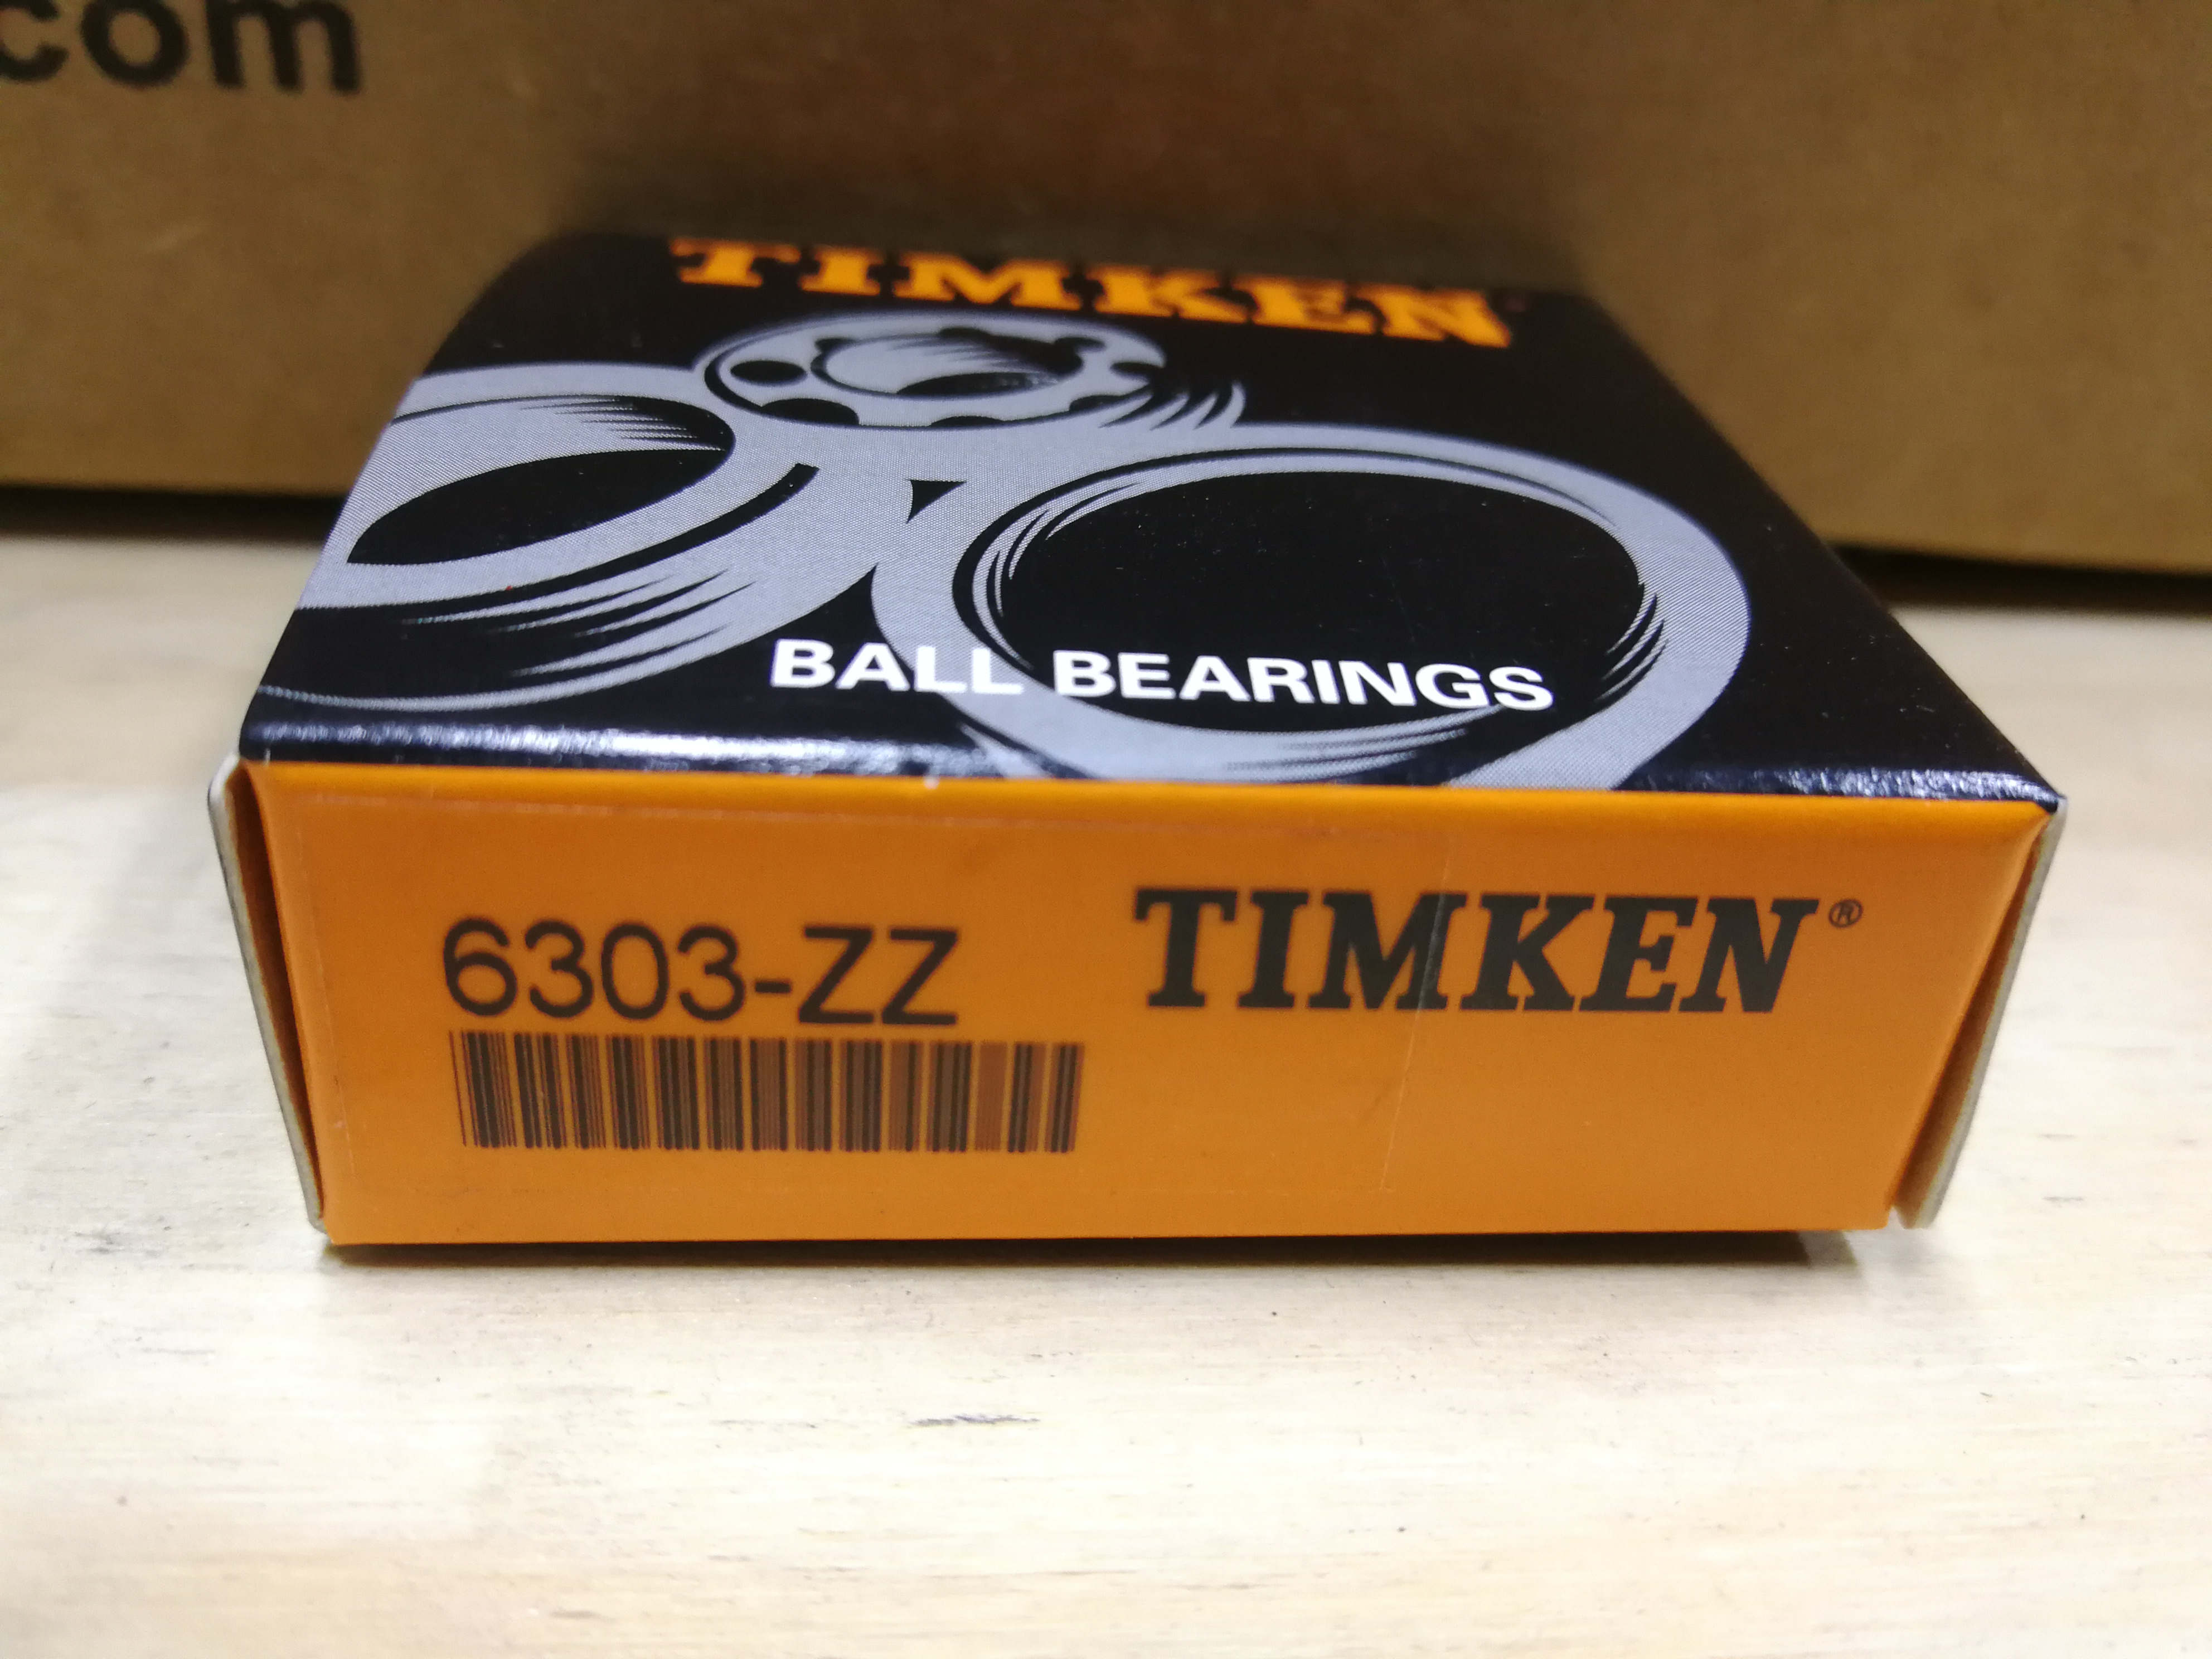 com
TIMKEN
BALL BEARINGS
6303-ZZ
TIMKEN®